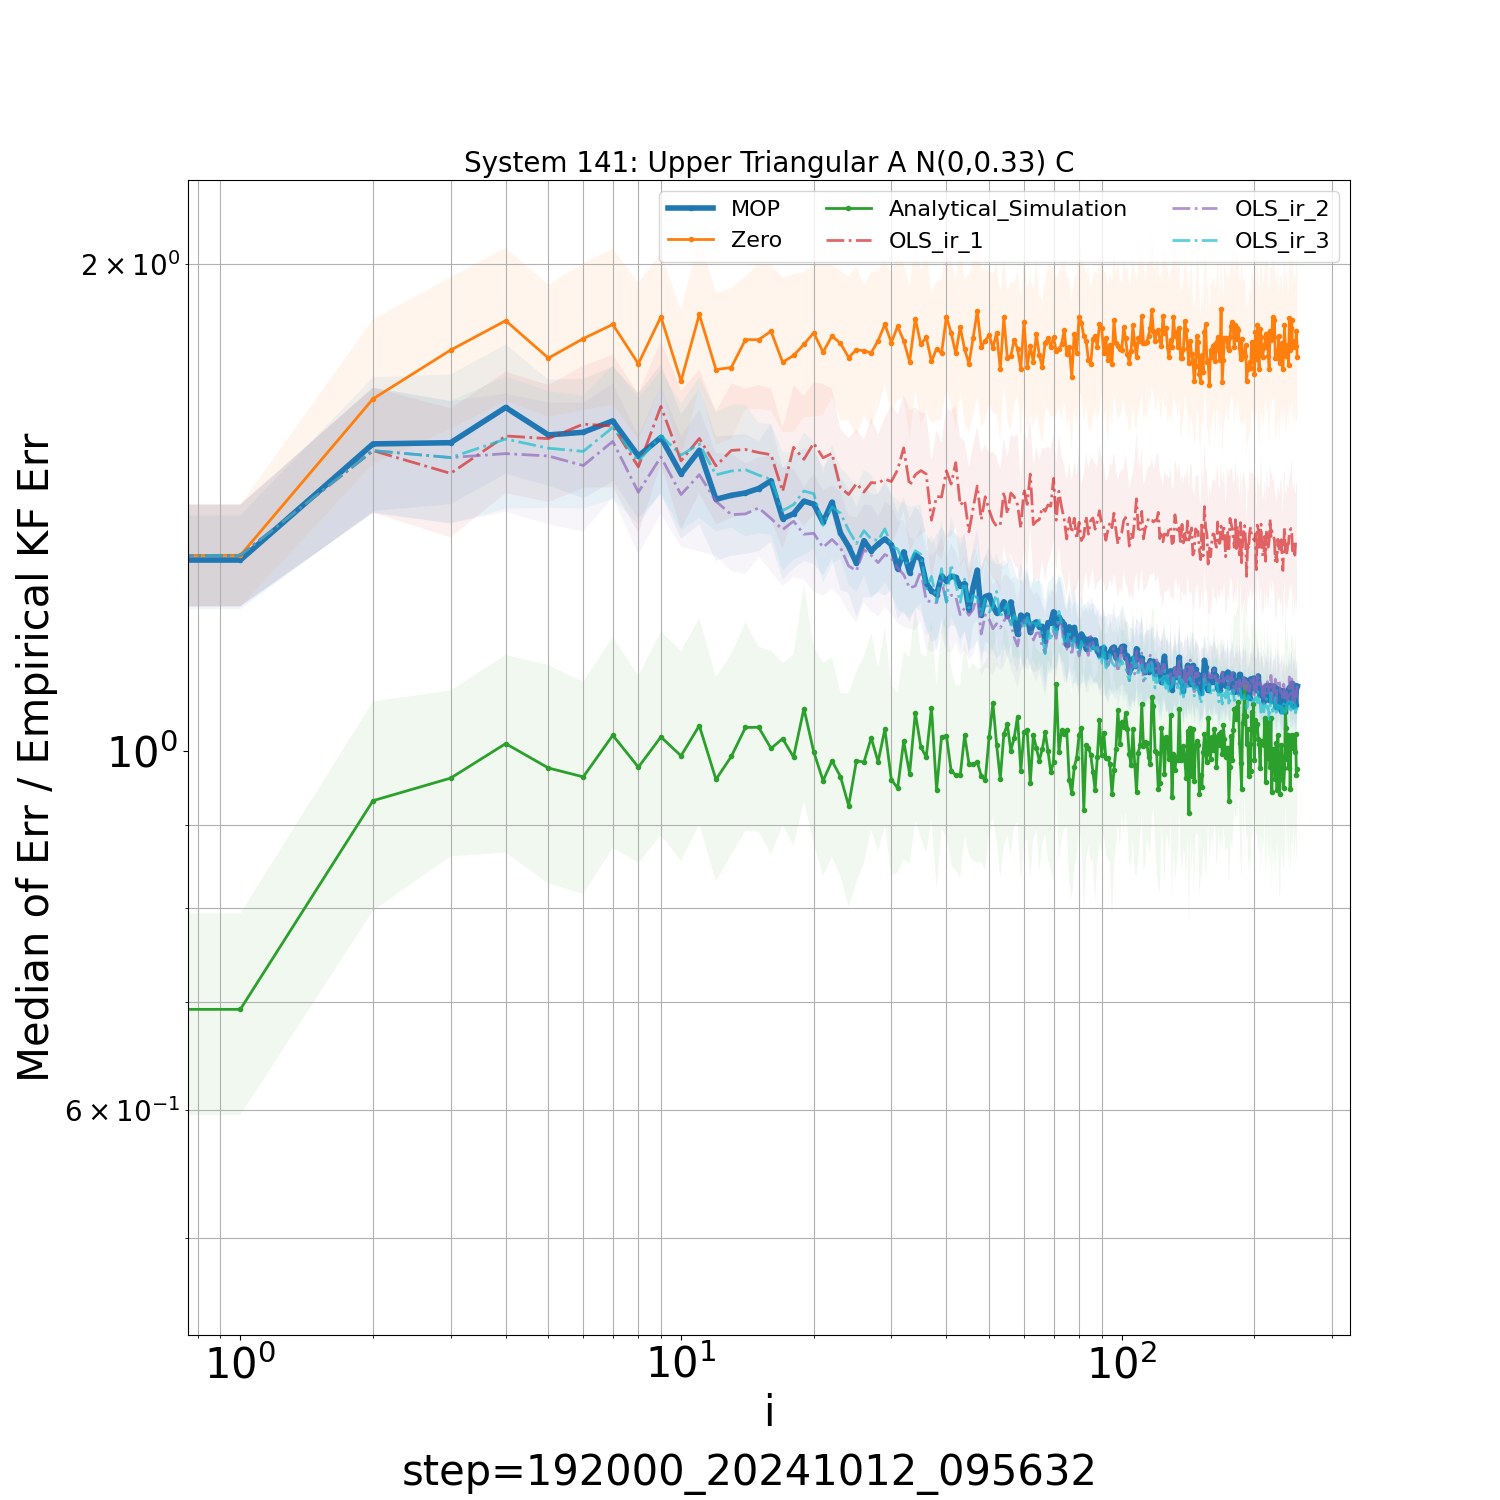 System 141: Upper Triangular A N(0,0.33) C
MOP
Zero
Analytical_Simulation
OLS_ir_1
OLS_ir_2
OLS_ir_3
Median of Err / Empirical KF Err
2 × 10⁰
10⁰
6 × 10⁻¹
10⁰ 10¹ 10²
i
step=192000_20241012_095632